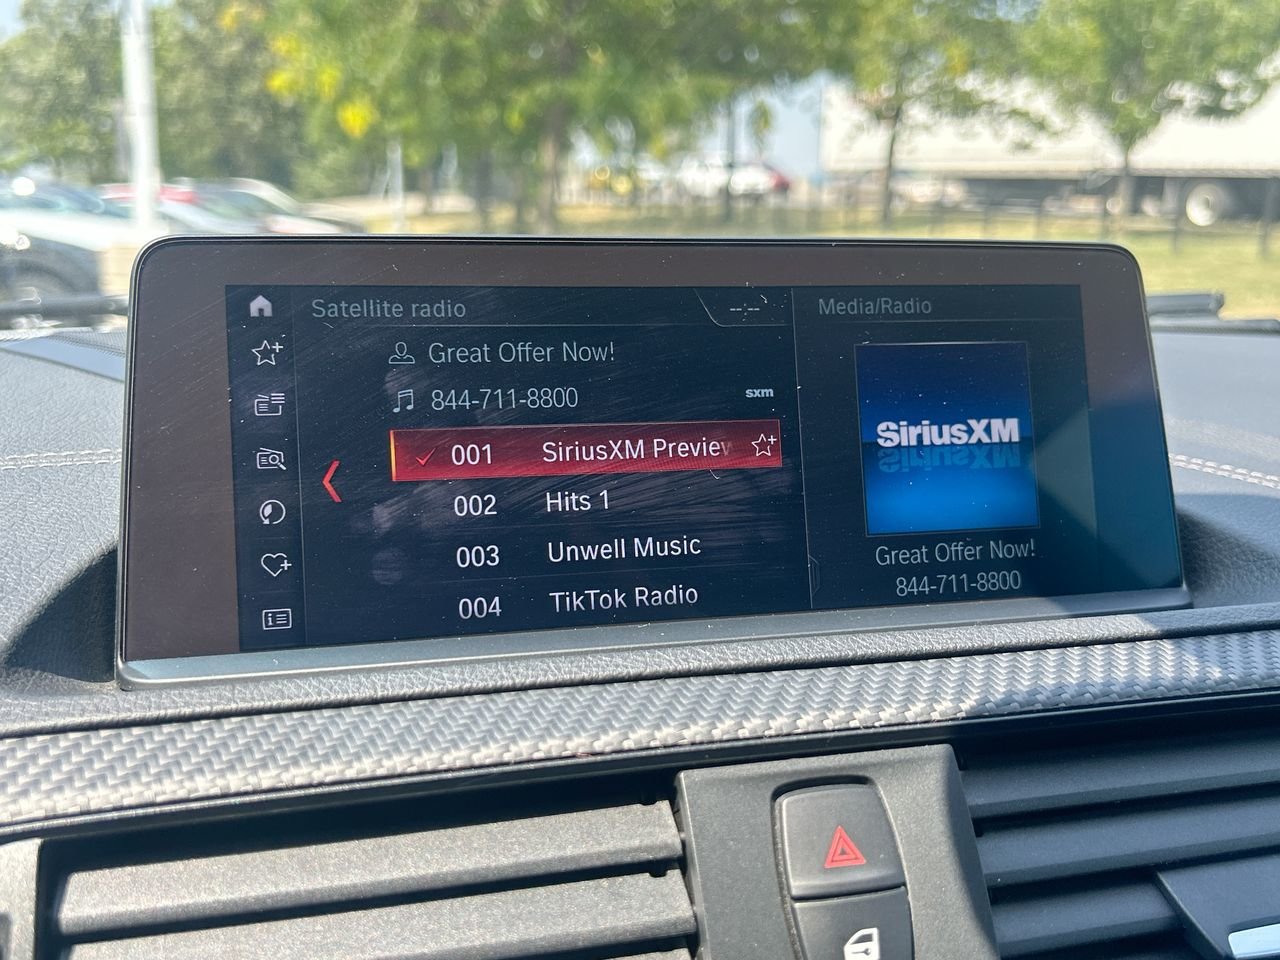 Satellite radio
--:--
Media/Radio
Great Offer Now!
844-711-8800
sxm
001 SiriusXM Preview
002 Hits 1
003 Unwell Music
004 TikTok Radio
SiriusXM
Great Offer Now!
844-711-8800